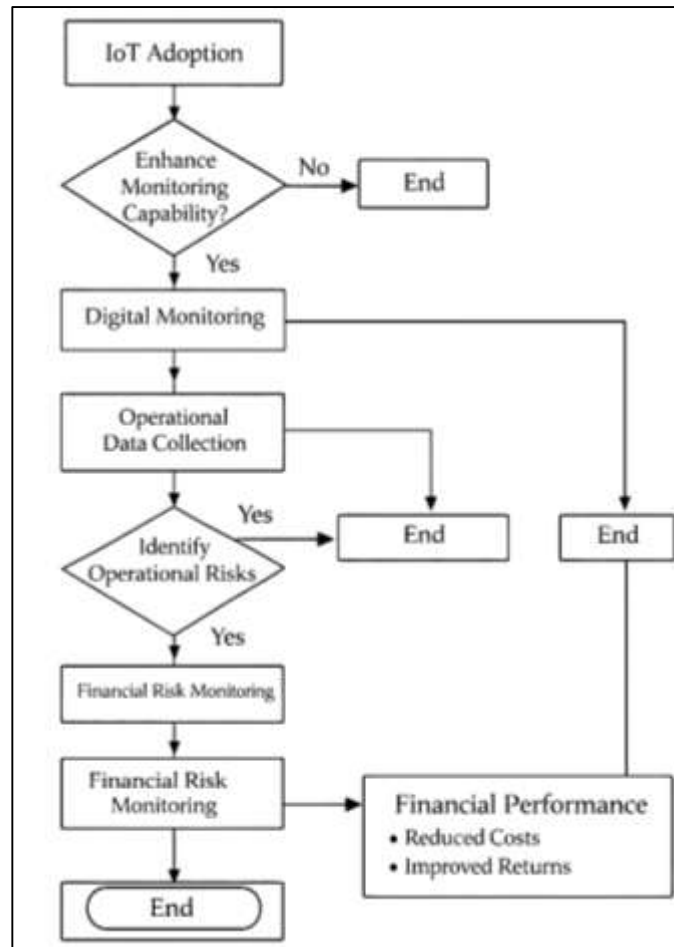 IoT Adoption
Enhance
Monitoring
Capability?
No
End
Yes
Digital Monitoring
Operational
Data Collection
Yes
End
End
Identify
Operational Risks
Yes
Financial Risk Monitoring
Financial Risk
Monitoring
Financial Performance
• Reduced Costs
• Improved Returns
End